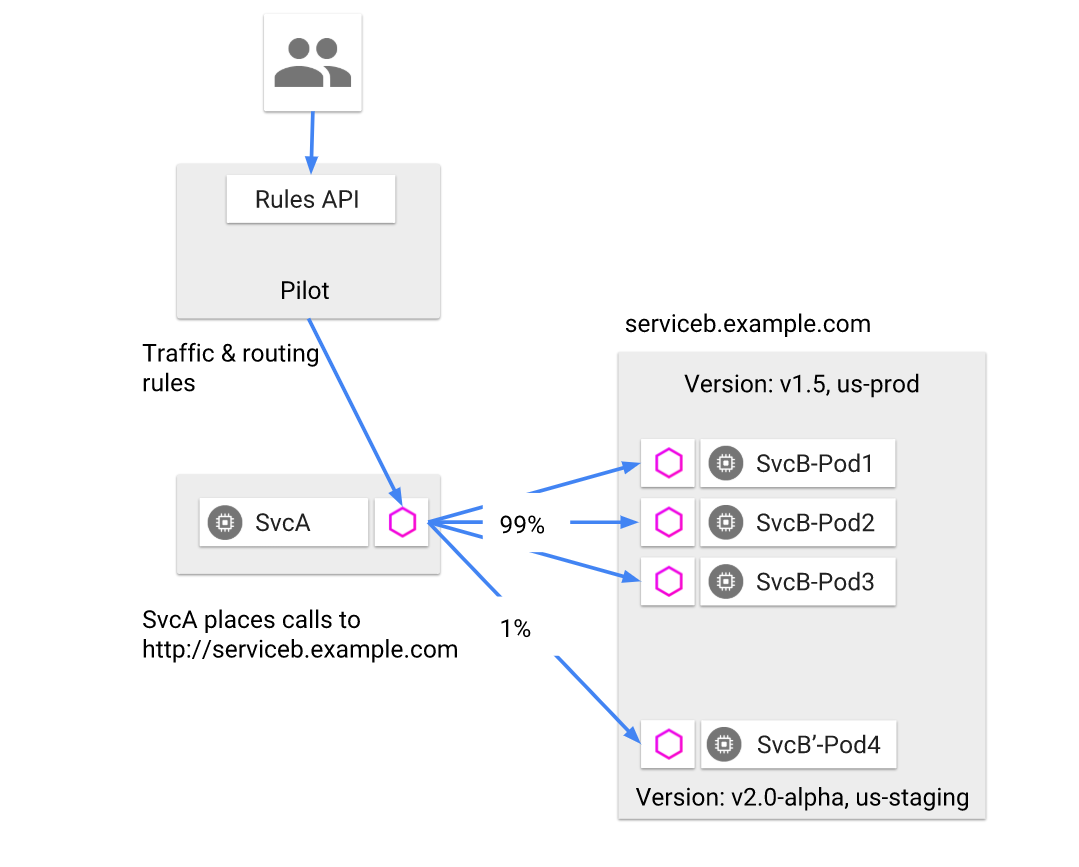 Rules API
Pilot
Traffic & routing
rules
serviceb.example.com
Version: v1.5, us-prod
SvcA
99%
1%
SvcB-Pod1
SvcB-Pod2
SvcB-Pod3
SvcA places calls to
http://serviceb.example.com
SvcB’-Pod4
Version: v2.0-alpha, us-staging